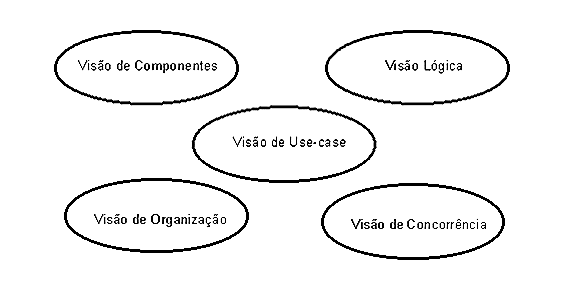 Visão de Componentes
Visão Lógica
Visão de Use-case
Visão de Organização
Visão de Concorrência